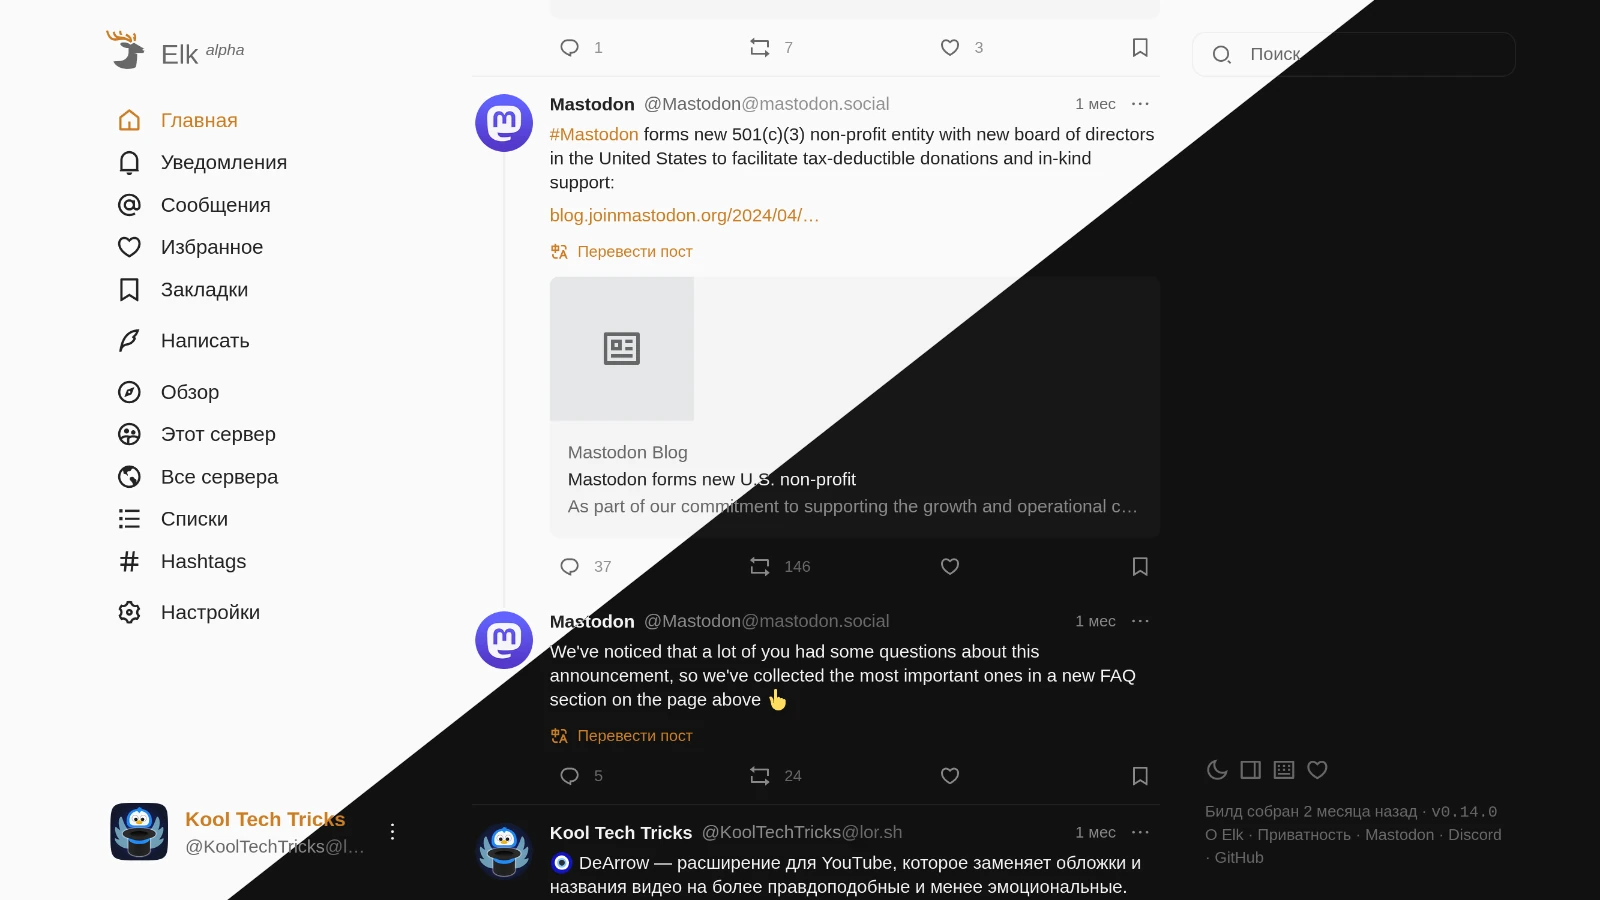 Elk alpha
Главная
Уведомления
Сообщения
Избранное
Закладки
Написать
Обзор
Этот сервер
Все сервера
Списки
Hashtags
Настройки
Kool Tech Tricks
@KoolTechTricks@l…
1 7 3
Mastodon @Mastodon@mastodon.social 1 мес
#Mastodon forms new 501(c)(3) non-profit entity with new board of directors
in the United States to facilitate tax-deductible donations and in-kind
support:
blog.joinmastodon.org/2024/04/…
Перевести пост
Mastodon Blog
Mastodon forms new U.S. non-profit
As part of our commitment to supporting the growth and operational c…
37 146
Mastodon @Mastodon@mastodon.social 1 мес
We've noticed that a lot of you had some questions about this
announcement, so we've collected the most important ones in a new FAQ
section on the page above 👆
Перевести пост
5 24
Kool Tech Tricks @KoolTechTricks@lor.sh 1 мес
DeArrow — расширение для YouTube, которое заменяет обложки и
названия видео на более правдоподобные и менее эмоциональные.
Поиск
Билд собран 2 месяца назад · v0.14.0
О Elk · Приватность · Mastodon · Discord
· GitHub